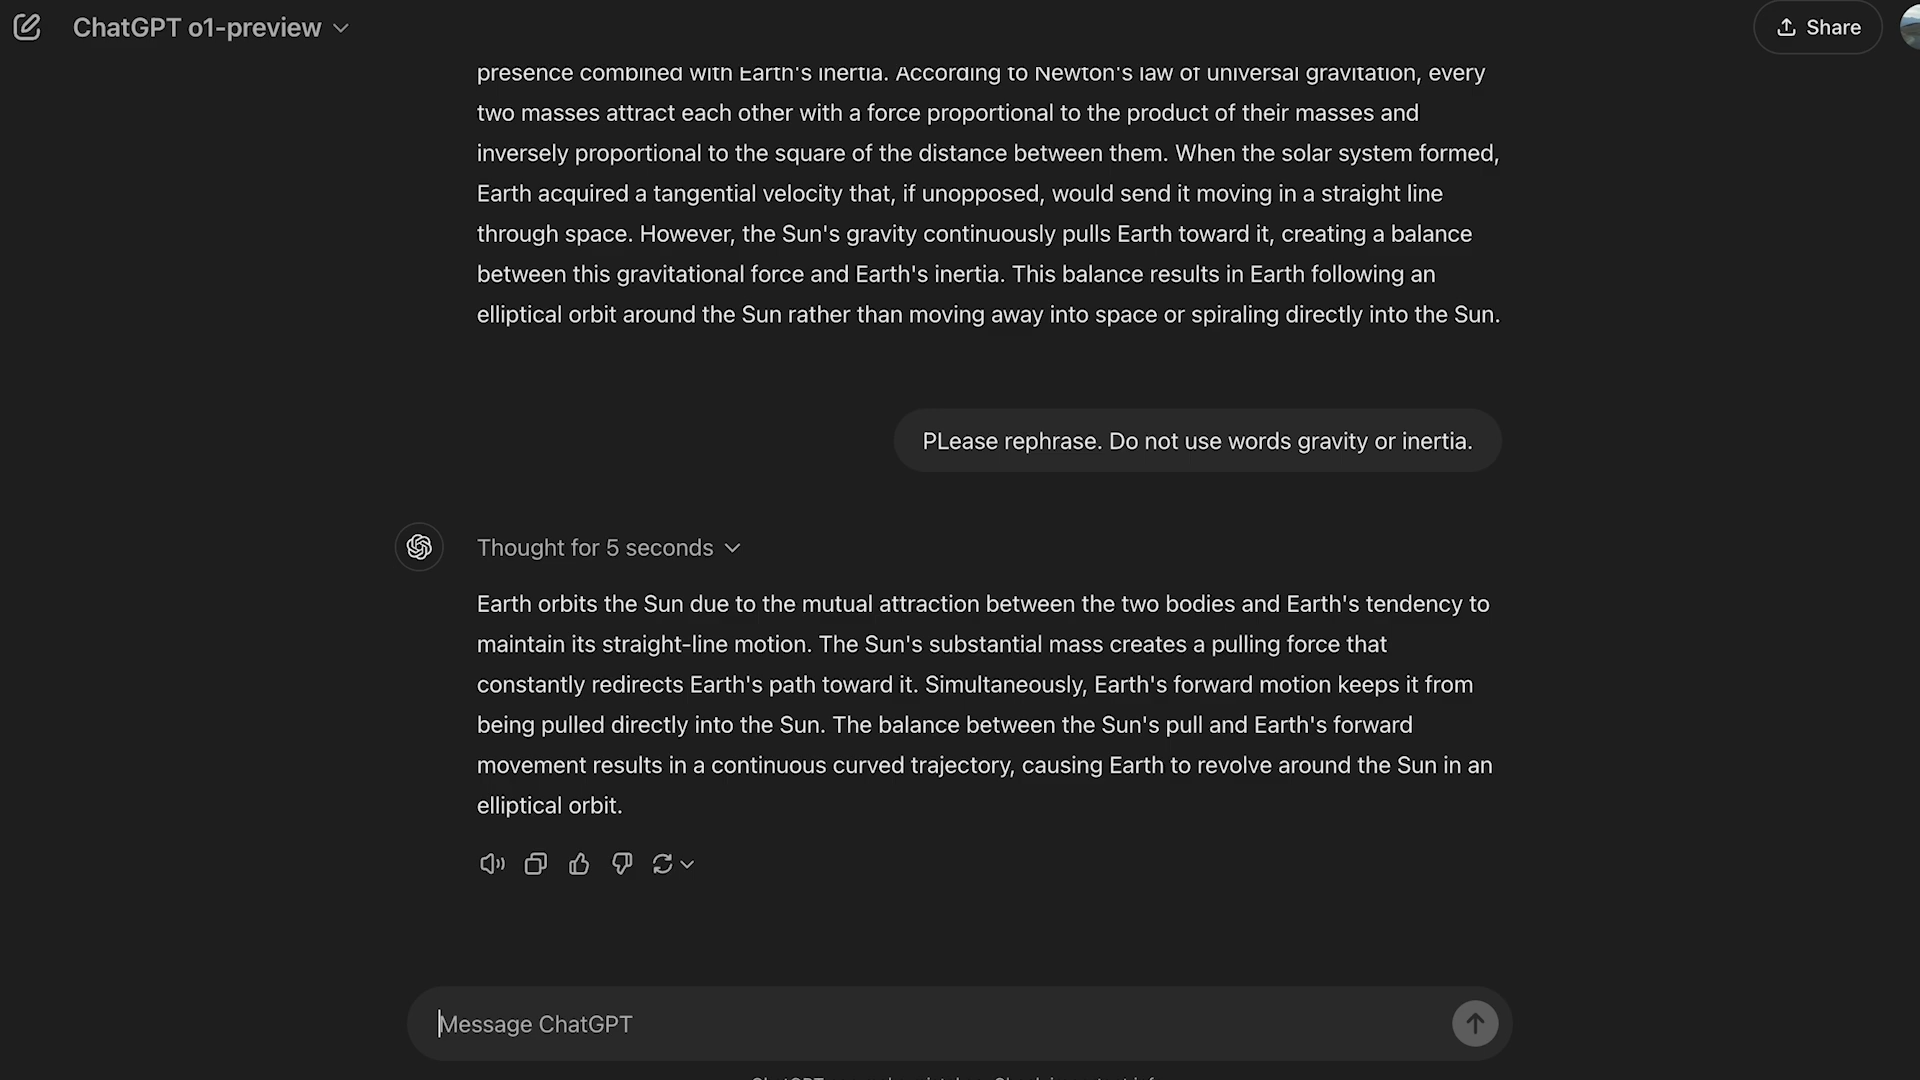 ChatGPT o1-preview
Share
presence combined with Earth's inertia. According to Newton's law of universal gravitation, every
two masses attract each other with a force proportional to the product of their masses and
inversely proportional to the square of the distance between them. When the solar system formed,
Earth acquired a tangential velocity that, if unopposed, would send it moving in a straight line
through space. However, the Sun's gravity continuously pulls Earth toward it, creating a balance
between this gravitational force and Earth's inertia. This balance results in Earth following an
elliptical orbit around the Sun rather than moving away into space or spiraling directly into the Sun.
PLease rephrase. Do not use words gravity or inertia.
Thought for 5 seconds
Earth orbits the Sun due to the mutual attraction between the two bodies and Earth's tendency to
maintain its straight-line motion. The Sun's substantial mass creates a pulling force that
constantly redirects Earth's path toward it. Simultaneously, Earth's forward motion keeps it from
being pulled directly into the Sun. The balance between the Sun's pull and Earth's forward
movement results in a continuous curved trajectory, causing Earth to revolve around the Sun in an
elliptical orbit.
Message ChatGPT